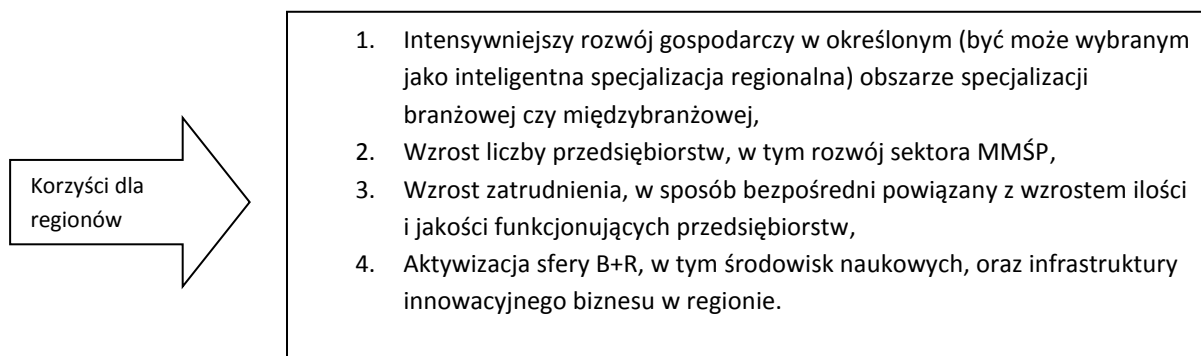 Korzyści dla
regionów
1. Intensywniejszy rozwój gospodarczy w określonym (być może wybranym
jako inteligentna specjalizacja regionalna) obszarze specjalizacji
branżowej czy międzybranżowej,
2. Wzrost liczby przedsiębiorstw, w tym rozwój sektora MMŚP,
3. Wzrost zatrudnienia, w sposób bezpośredni powiązany z wzrostem ilości
i jakości funkcjonujących przedsiębiorstw,
4. Aktywizacja sfery B+R, w tym środowisk naukowych, oraz infrastruktury
innowacyjnego biznesu w regionie.